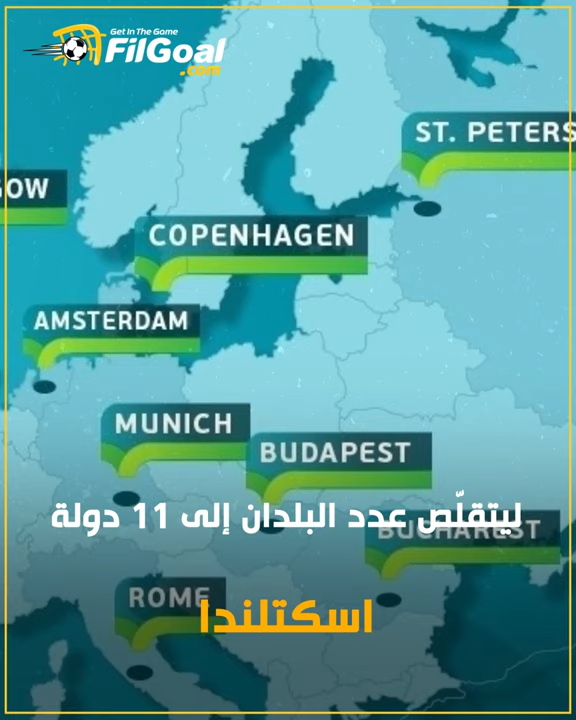 Get In The Game
FilGoal
.com
ST. PETERS
OW
COPENHAGEN
AMSTERDAM
MUNICH
BUDAPEST
ليتقلّص عدد البلدان إلى 11 دولة
BUCHAREST
ROME
اسكتلندا